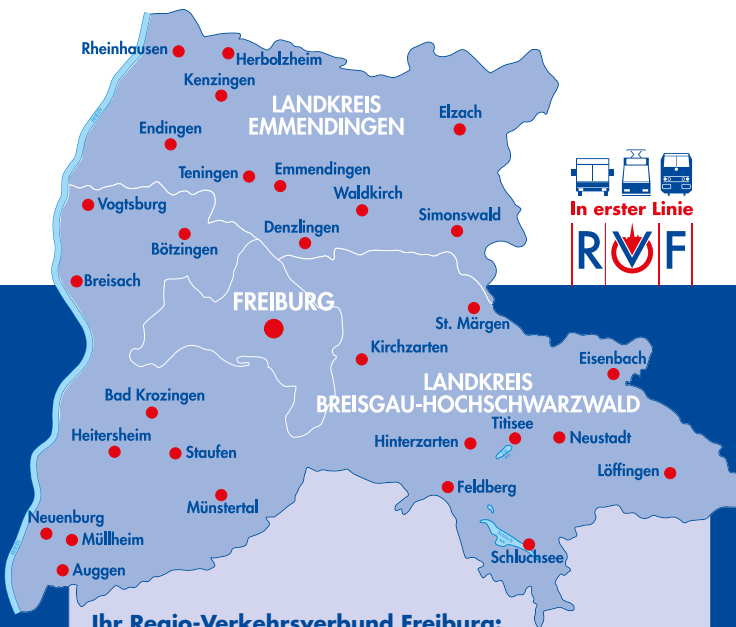 Rheinhausen
Herbolzheim
Kenzingen
LANDKREIS
EMMENDINGEN
Elzach
Endingen
Teningen
Emmendingen
Waldkirch
Vogtsburg
Simonswald
Denzlingen
Bötzingen
In erster Linie
RVF
Breisach
FREIBURG
St. Märgen
Kirchzarten
Eisenbach
LANDKREIS
BREISGAU-HOCHSCHWARZWALD
Bad Krozingen
Titisee
Heitersheim
Hinterzarten
Neustadt
Staufen
Löffingen
Feldberg
Münstertal
Neuenburg
Müllheim
Schluchsee
Auggen
Ihr Regio-Verkehrsverbund Freiburg: